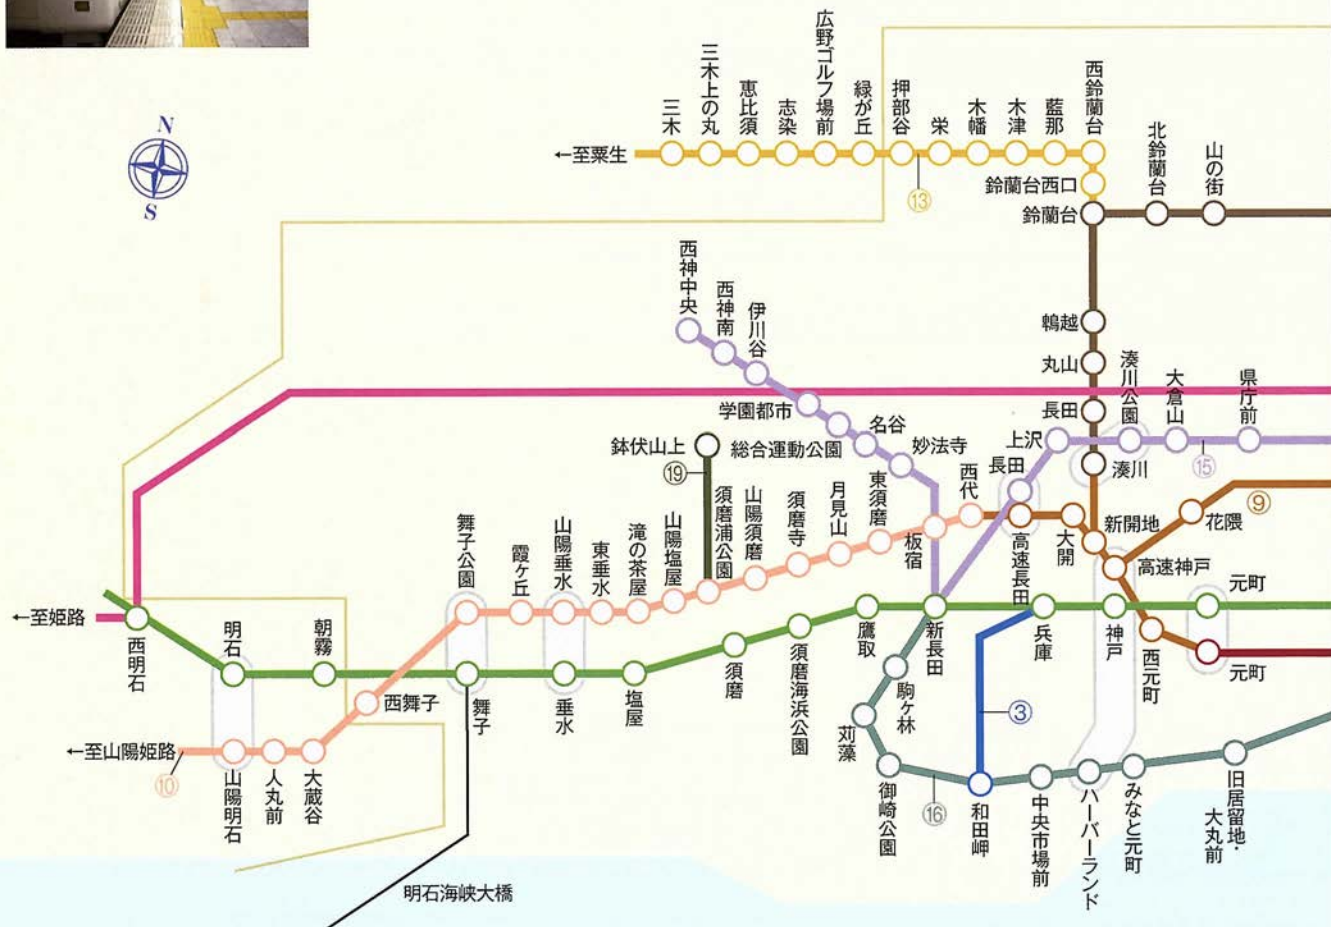 N
S
←至粟生
三木
三木上の丸
恵比須
志染
広野ゴルフ場前
緑が丘
押部谷
栄
木幡
木津
藍那
西鈴蘭台
⑬
鈴蘭台西口
鈴蘭台
北鈴蘭台
山の街
鵯越
丸山
長田
湊川
西神中央
西神南
伊川谷
学園都市
総合運動公園
名谷
妙法寺
上沢
長田
湊川公園
大倉山
県庁前
⑮
鉢伏山上
⑲
舞子公園
霞ヶ丘
山陽垂水
東垂水
滝の茶屋
山陽塩屋
須磨浦公園
山陽須磨
須磨寺
月見山
東須磨
板宿
西代
高速長田
大開
新開地
高速神戸
花隈
⑨
西元町
元町
元町
←至姫路
西明石
明石
朝霧
西舞子
舞子
垂水
塩屋
須磨
須磨海浜公園
鷹取
新長田
兵庫
神戸
③
←至山陽姫路
⑩
山陽明石
人丸前
大蔵谷
駒ヶ林
苅藻
御崎公園
⑯
和田岬
中央市場前
ハーバーランド
みなと元町
旧居留地・
大丸前
明石海峡大橋